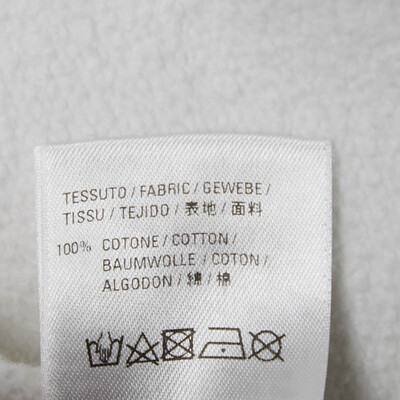 TESSUTO / FABRIC / GEWEBE /
TISSU / TEJIDO / 表地 / 面料
100% COTONE / COTTON /
BAUMWOLLE / COTON /
ALGODON / 綿 / 棉